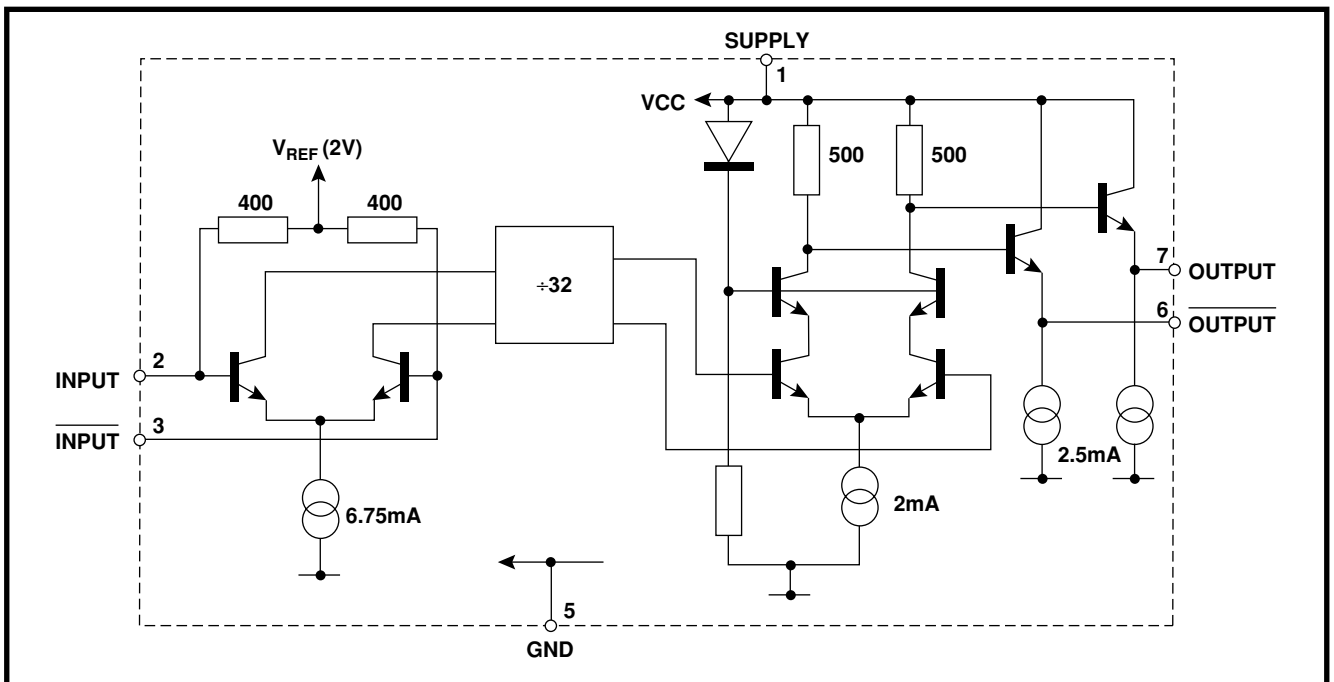 SUPPLY
1
VCC
V_REF (2V)
500
500
400
400
7
OUTPUT
÷32
6
OUTPUT
2
INPUT
3
INPUT
2.5mA
6.75mA
2mA
5
GND